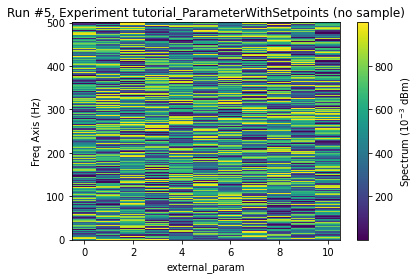 Run #5, Experiment tutorial_ParameterWithSetpoints (no sample)
500
400
300
200
100
0
Freq Axis (Hz)
0 2 4 6 8 10
external_param
800
600
400
200
Spectrum (10⁻³ dBm)